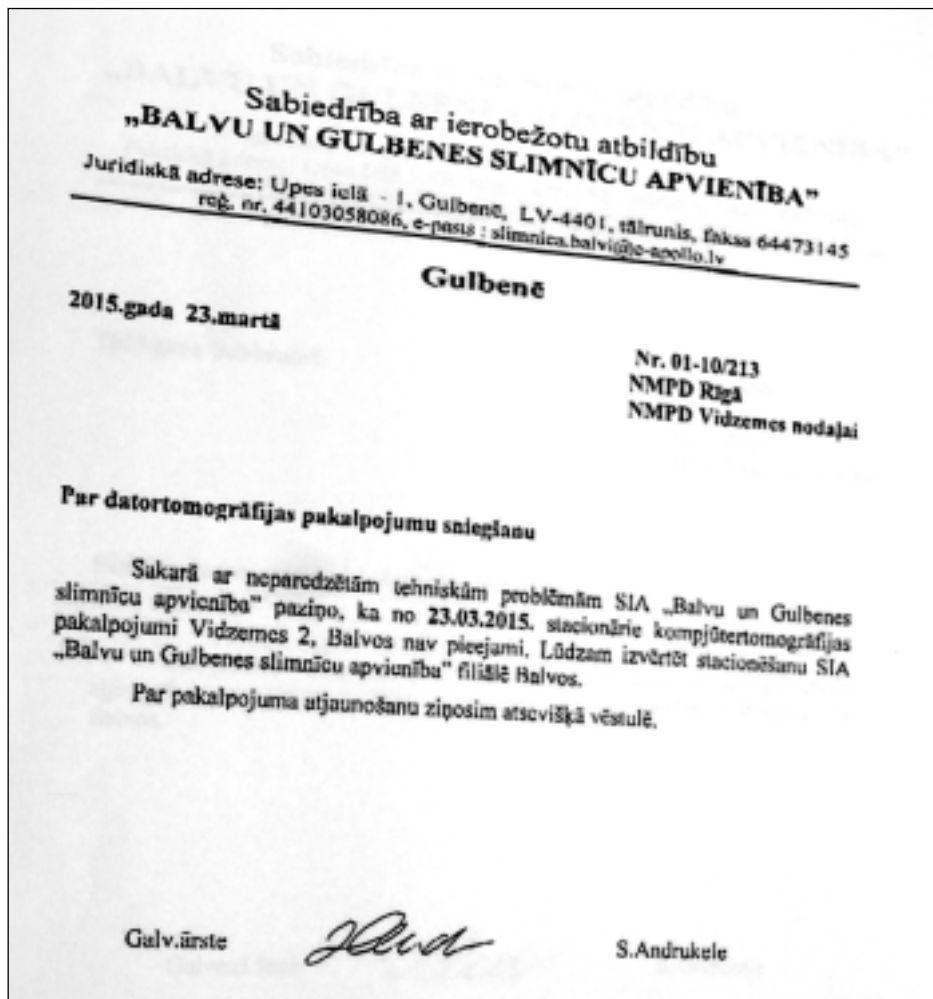 Sabiedrība ar ierobežotu atbildību
„BALVU UN GULBENES SLIMNĪCU APVIENĪBA”
Juridiskā adrese: Upes ielā - 1, Gulbenē, LV-4401, tālrunis, fakss 64473145
reģ. nr. 44103058086, e-pasts : slimnica.balvi@e-apollo.lv
Gulbenē
2015.gada 23.martā
Nr. 01-10/213
NMPD Rīgā
NMPD Vidzemes nodaļai
Par datortomogrāfijas pakalpojumu sniegšanu
Sakarā ar neparedzētām tehniskām problēmām SIA „Balvu un Gulbenes
slimnīcu apvienība” paziņo, ka no 23.03.2015. stacionārie kompjūtertomogrāfijas
pakalpojumi Vidzemes 2, Balvos nav pieejami. Lūdzam izvērtēt stacionēšanu SIA
„Balvu un Gulbenes slimnīcu apvienība” filiālē Balvos.
Par pakalpojuma atjaunošanu ziņosim atsevišķā vēstulē.
Galv.ārste
S.Andrukele